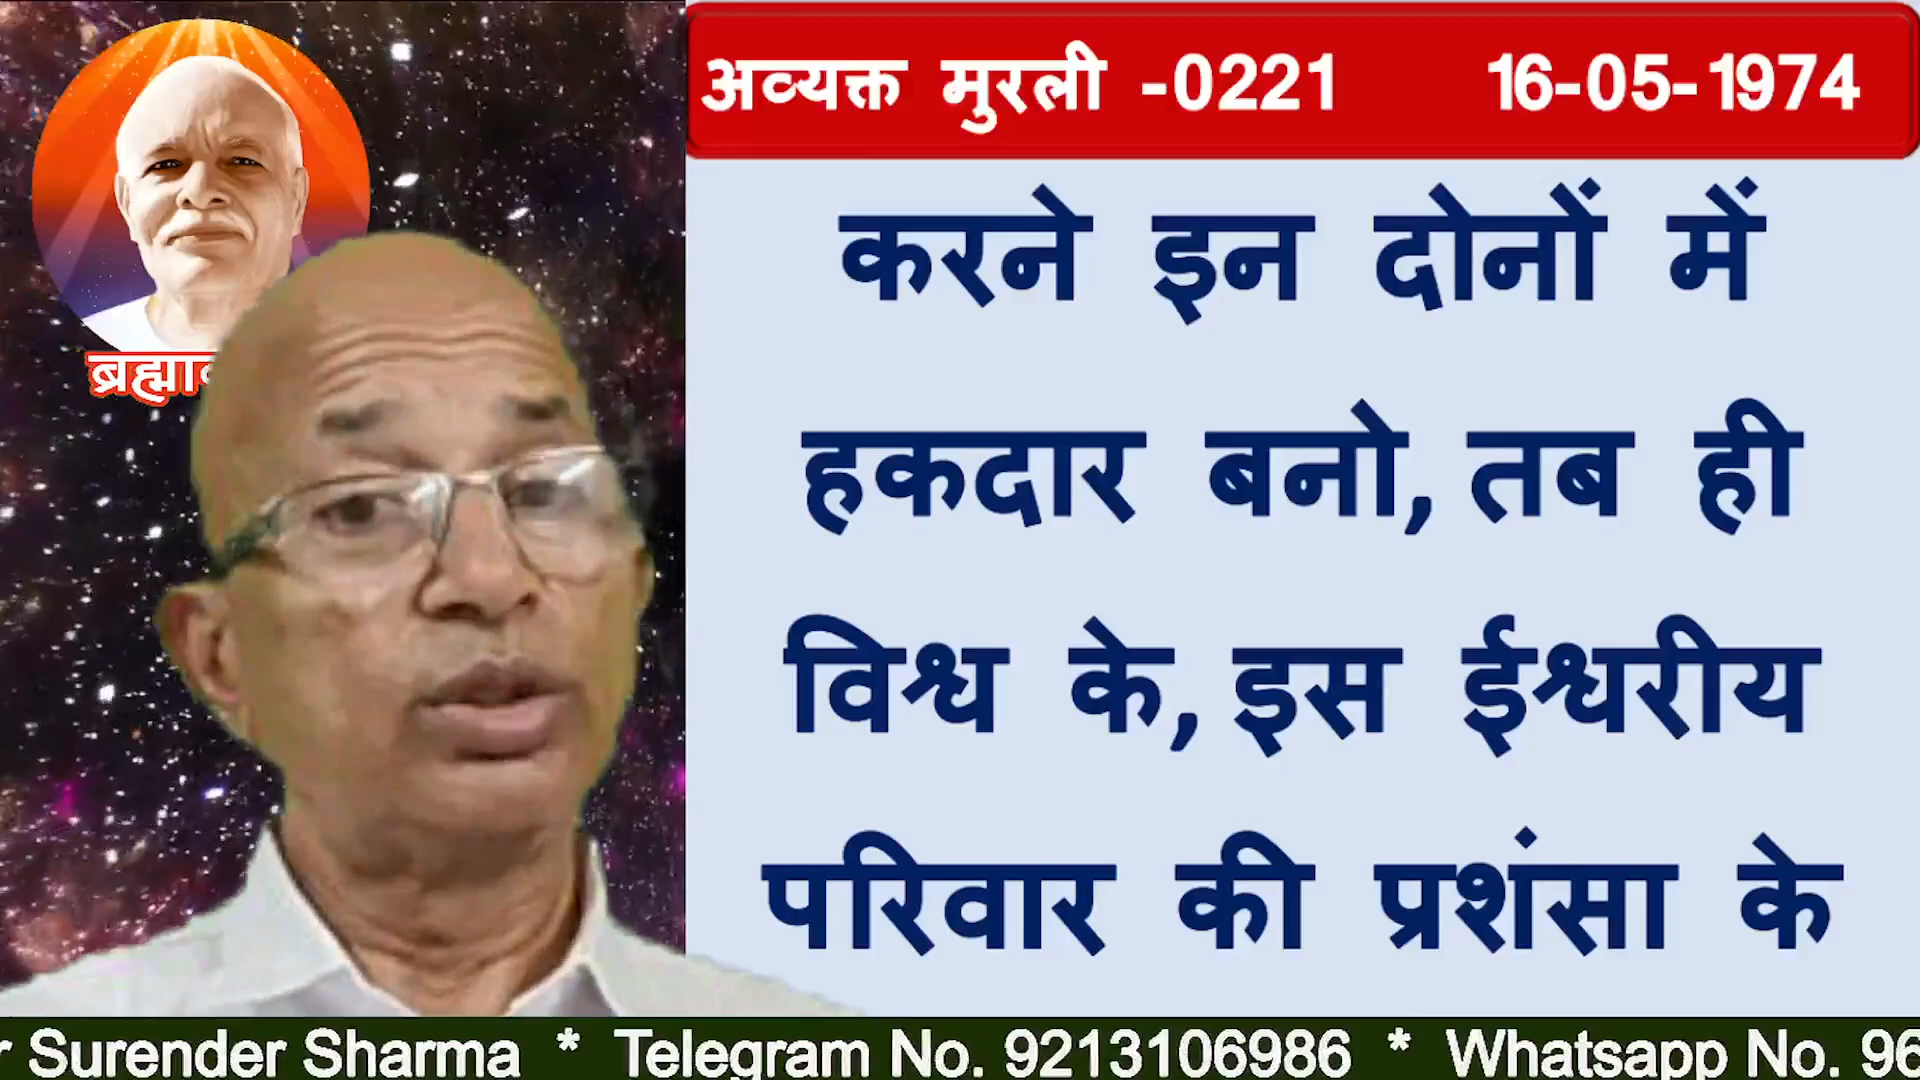 अव्यक्त मुरली -0221 16-05-1974
करने इन दोनों में
हकदार बनो, तब ही
विश्व के, इस ईश्वरीय
परिवार की प्रशंसा के
r Surender Sharma * Telegram No. 9213106986 * Whatsapp No. 96